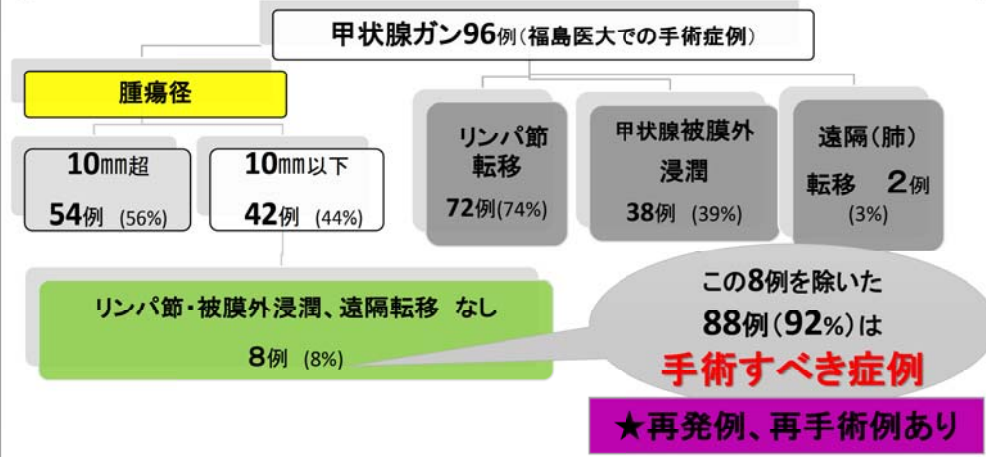 甲状腺ガン96例(福島医大での手術症例)
腫瘍径
10㎜超
54例 (56%)
10㎜以下
42例 (44%)
リンパ節
転移
72例(74%)
甲状腺被膜外
浸潤
38例 (39%)
遠隔(肺)
転移 2例
(3%)
リンパ節・被膜外浸潤、遠隔転移 なし
8例 (8%)
この8例を除いた
88例(92%)は
手術すべき症例
★再発例、再手術例あり